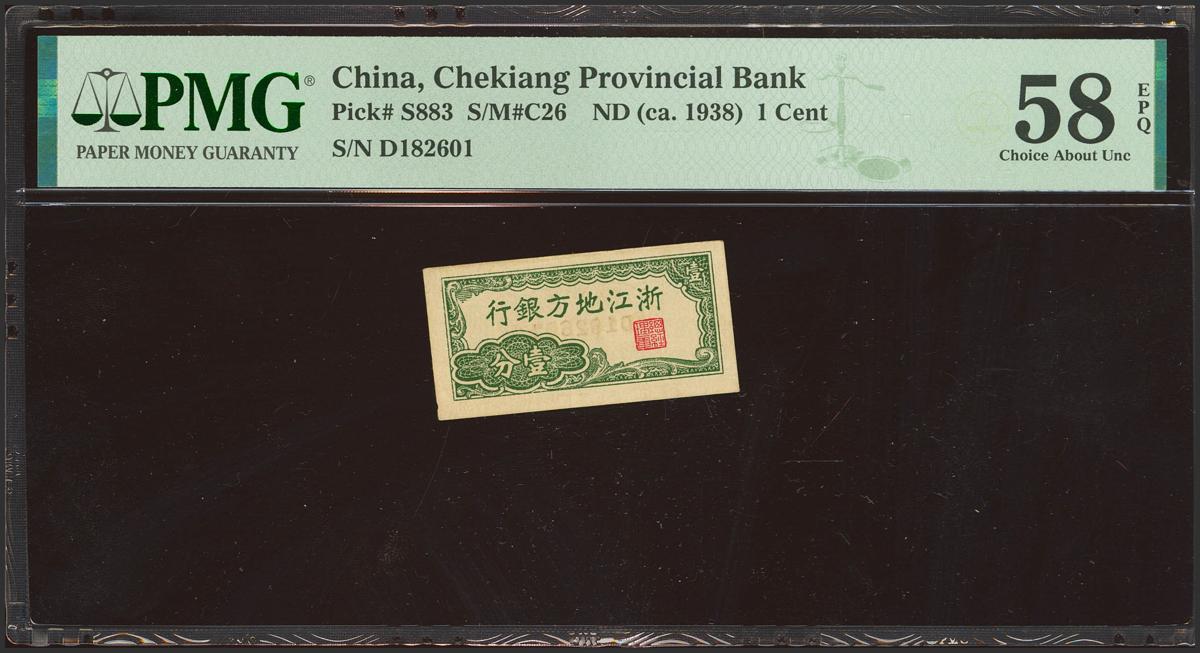 PMG®
PAPER MONEY GUARANTY
China, Chekiang Provincial Bank
Pick# S883 S/M#C26 ND (ca. 1938) 1 Cent
S/N D182601
58 EPQ
Choice About Unc
壹
行銀方地江浙
分壹